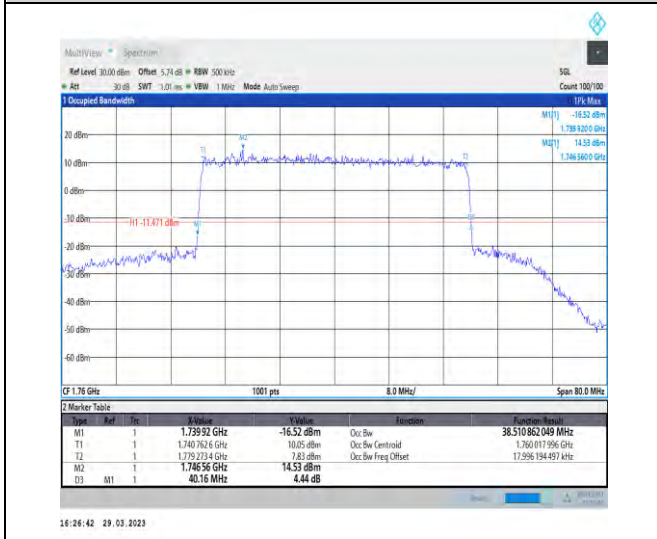 MultiView Spectrum
Ref Level 30.00 dBm Offset 5.74 dB RBW 500 kHz SGL
Att 30 dB SWT 1.01 ms VBW 1 MHz Mode Auto Sweep Count 100/100
1 Occupied Bandwidth 1Pk Max
M1[1] -16.52 dBm
1.739 920 0 GHz
M2[1] 14.53 dBm
1.746 560 0 GHz
20 dBm
M2
T1
T2
10 dBm
0 dBm
-10 dBm
H1 -11.471 dBm
M1
D3
-20 dBm
-30 dBm
-40 dBm
-50 dBm
-60 dBm
CF 1.76 GHz 1001 pts 8.0 MHz/ Span 80.0 MHz
2 Marker Table
Type Ref Trc X-Value Y-Value Function Function Result
M1 1 1.739 92 GHz -16.52 dBm Occ Bw 38.510 862 049 MHz
T1 1 1.740 762 6 GHz 10.05 dBm Occ Bw Centroid 1.760 017 996 GHz
T2 1 1.779 273 4 GHz 7.83 dBm Occ Bw Freq Offset 17.996 194 497 kHz
M2 1 1.746 56 GHz 14.53 dBm
D3 M1 1 40.16 MHz 4.44 dB
16:26:42 29.03.2023